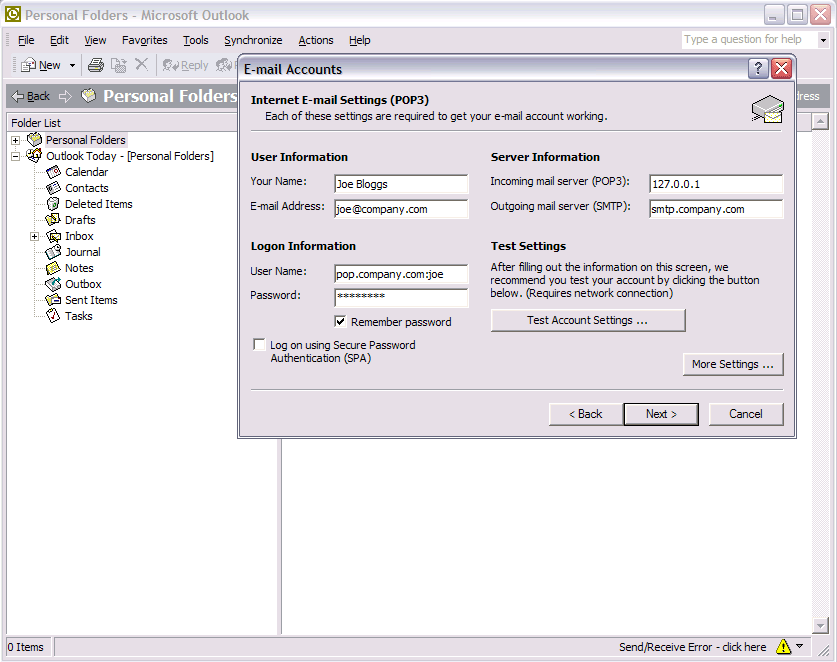 Personal Folders - Microsoft Outlook
File Edit View Favorites Tools Synchronize Actions Help
Type a question for help
New Reply
Back Personal Folders
dress
Folder List
Personal Folders
Outlook Today - [Personal Folders]
Calendar
Contacts
Deleted Items
Drafts
Inbox
Journal
Notes
Outbox
Sent Items
Tasks
E-mail Accounts
Internet E-mail Settings (POP3)
Each of these settings are required to get your e-mail account working.
User Information
Your Name: Joe Bloggs
E-mail Address: joe@company.com
Server Information
Incoming mail server (POP3): 127.0.0.1
Outgoing mail server (SMTP): smtp.company.com
Logon Information
User Name: pop.company.com:joe
Password: ********
Remember password
Log on using Secure Password
Authentication (SPA)
Test Settings
After filling out the information on this screen, we
recommend you test your account by clicking the button
below. (Requires network connection)
Test Account Settings ...
More Settings ...
< Back Next > Cancel
0 Items
Send/Receive Error - click here